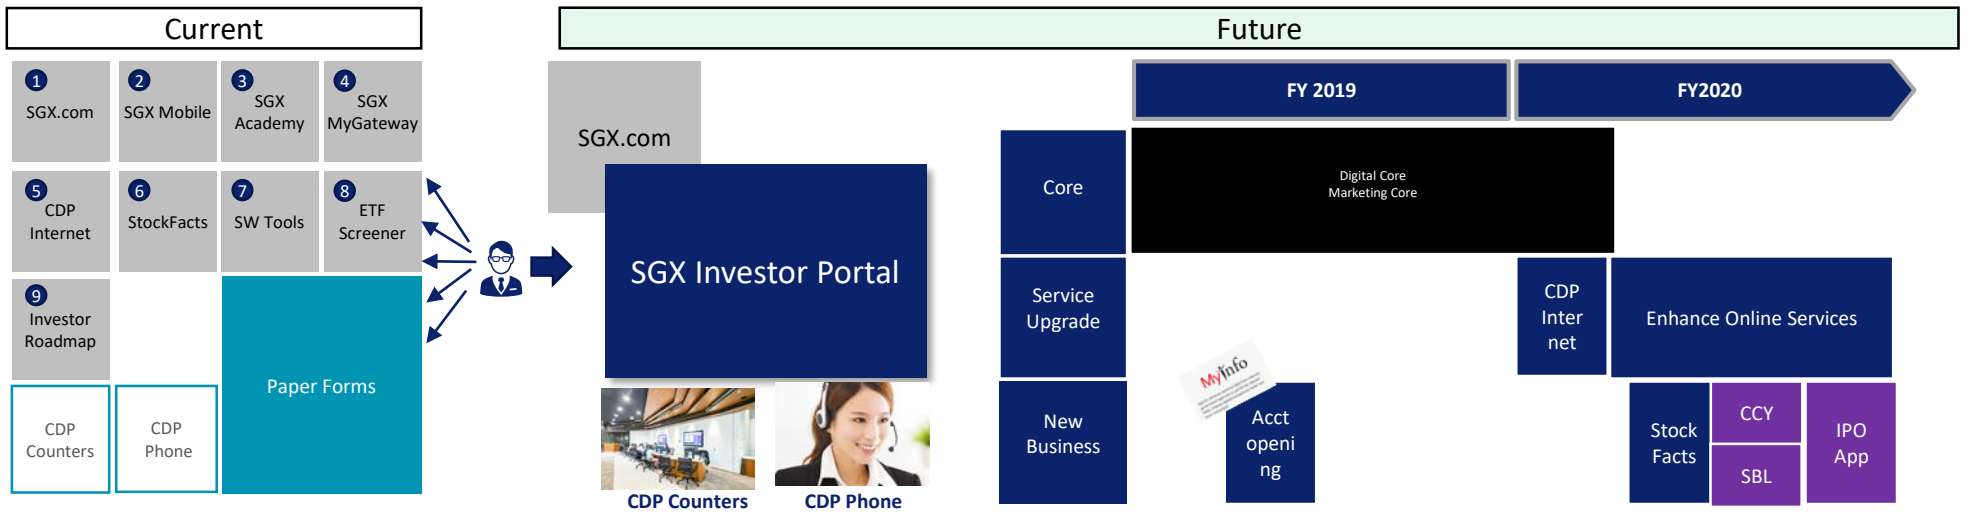 Current
Future
1
SGX.com
2
SGX Mobile
3
SGX
Academy
4
SGX
MyGateway
5
CDP
Internet
6
StockFacts
7
SW Tools
8
ETF
Screener
9
Investor
Roadmap
Paper Forms
CDP
Counters
CDP
Phone
SGX.com
SGX Investor Portal
CDP Counters
CDP Phone
FY 2019
FY2020
Core
Digital Core
Marketing Core
Service
Upgrade
CDP
Inter
net
Enhance Online Services
New
Business
MyInfo
Acct
openi
ng
Stock
Facts
CCY
SBL
IPO
App